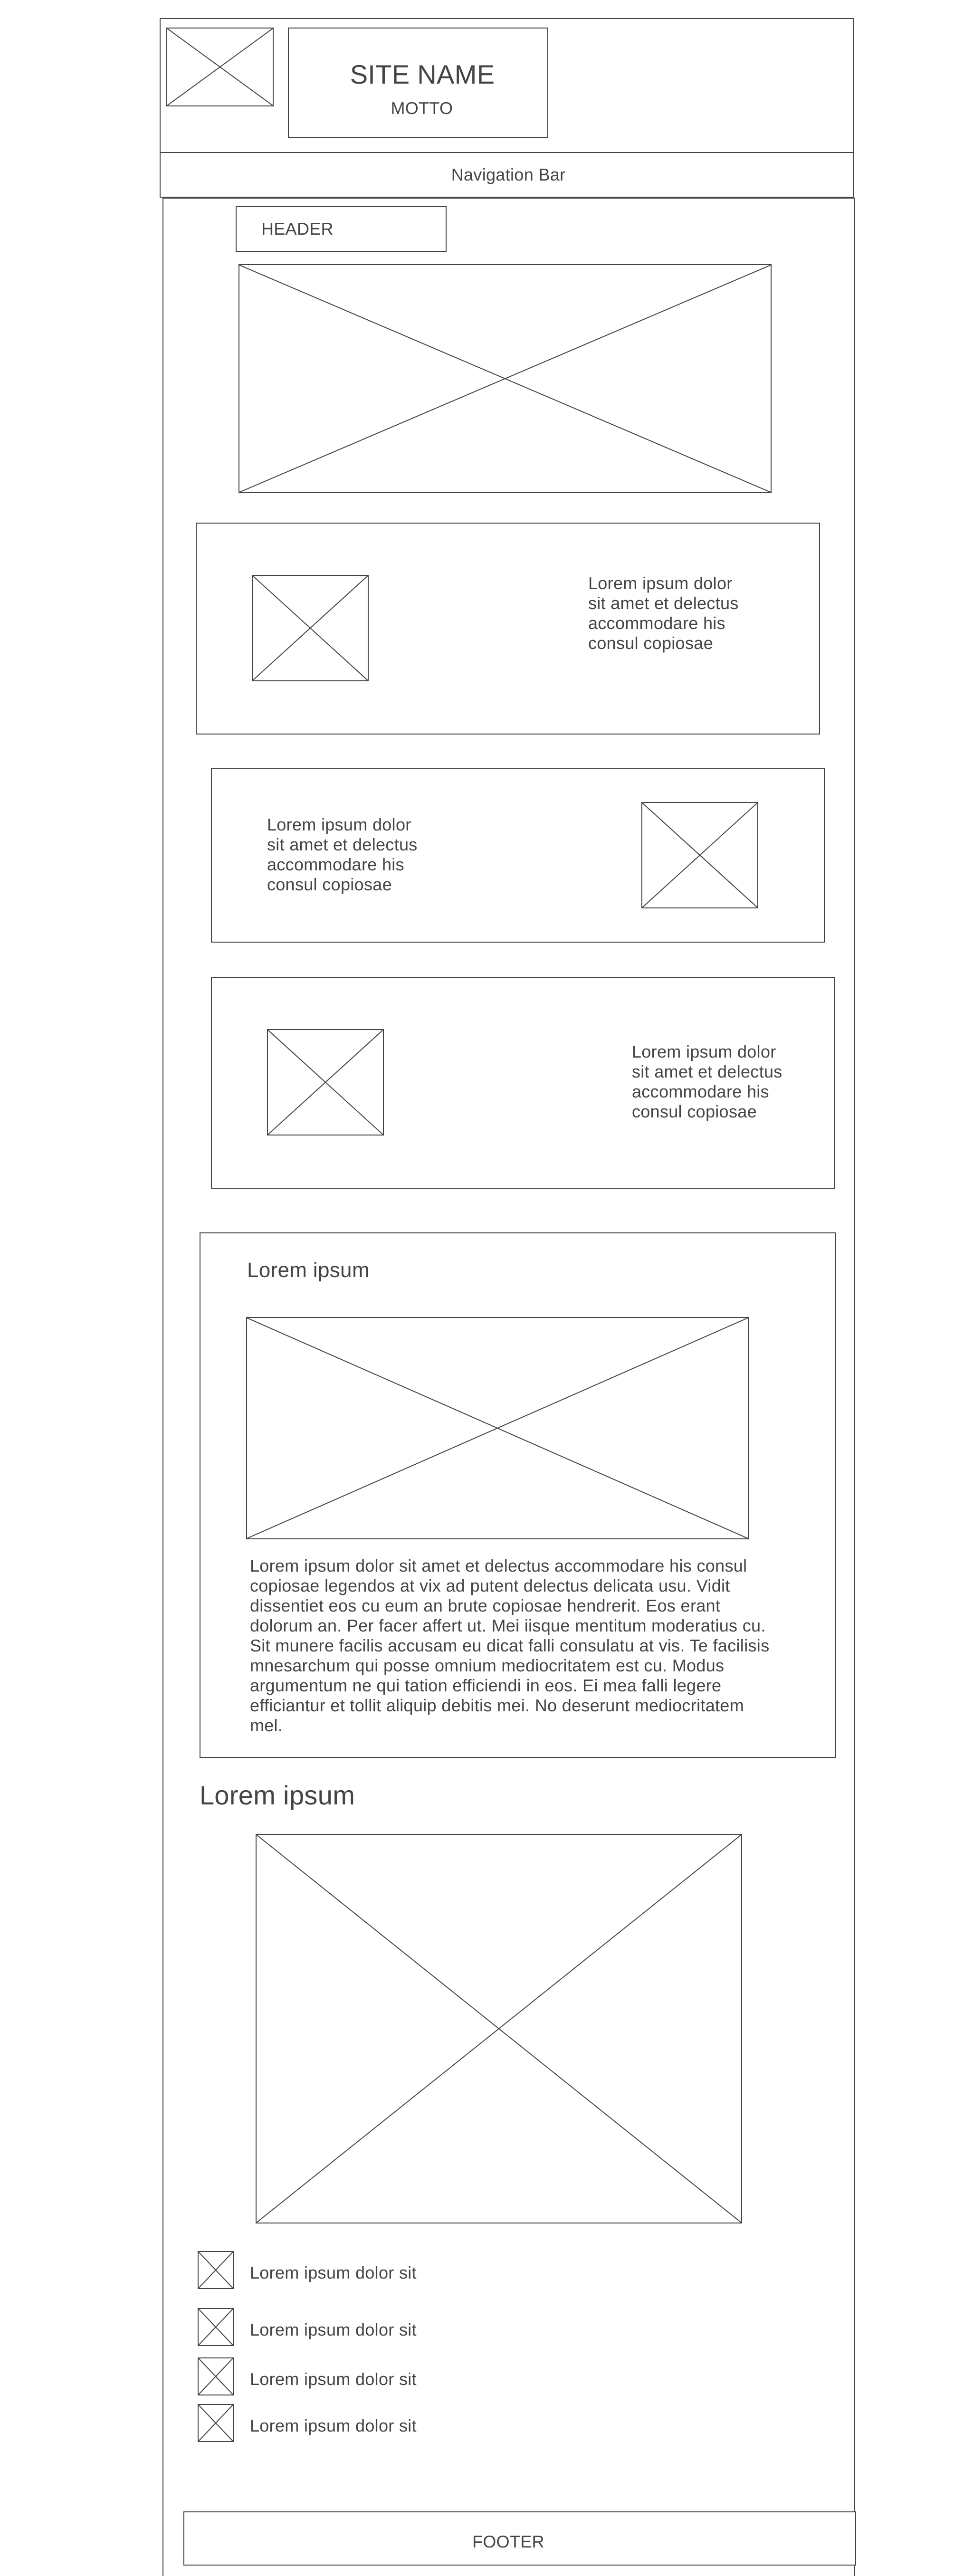 SITE NAME
MOTTO
Navigation Bar
HEADER
Lorem ipsum dolor
sit amet et delectus
accommodare his
consul copiosae
Lorem ipsum dolor
sit amet et delectus
accommodare his
consul copiosae
Lorem ipsum dolor
sit amet et delectus
accommodare his
consul copiosae
Lorem ipsum
Lorem ipsum dolor sit amet et delectus accommodare his consul
copiosae legendos at vix ad putent delectus delicata usu. Vidit
dissentiet eos cu eum an brute copiosae hendrerit. Eos erant
dolorum an. Per facer affert ut. Mei iisque mentitum moderatius cu.
Sit munere facilis accusam eu dicat falli consulatu at vis. Te facilisis
mnesarchum qui posse omnium mediocritatem est cu. Modus
argumentum ne qui tation efficiendi in eos. Ei mea falli legere
efficiantur et tollit aliquip debitis mei. No deserunt mediocritatem
mel.
Lorem ipsum
Lorem ipsum dolor sit
Lorem ipsum dolor sit
Lorem ipsum dolor sit
Lorem ipsum dolor sit
FOOTER